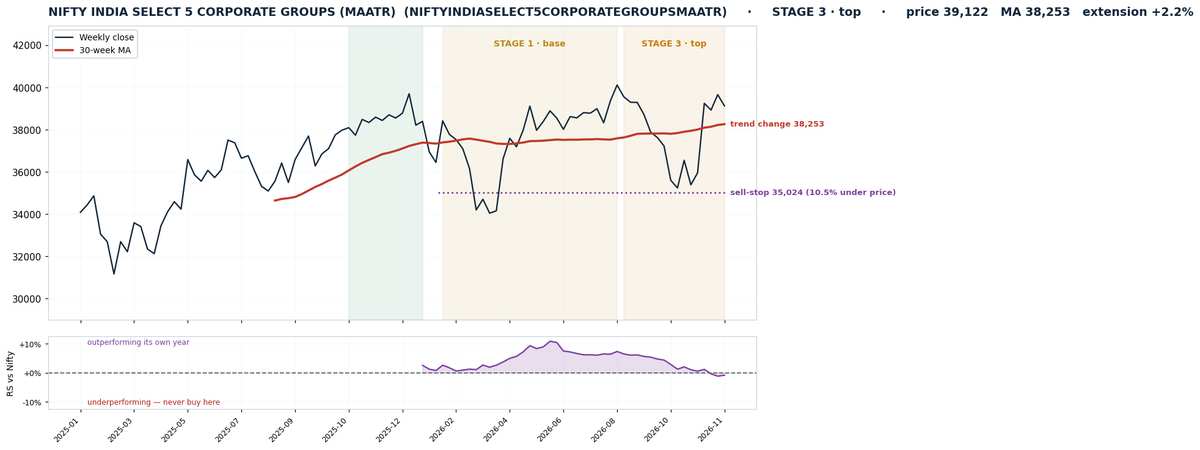 NIFTY INDIA SELECT 5 CORPORATE GROUPS (MAATR)  (NIFTYINDIASELECT5CORPORATEGROUPSMAATR)  ·  STAGE 3 · top  ·  price 39,122  MA 38,253  extension +2.2%
Weekly close
30-week MA
STAGE 1 · base
STAGE 3 · top
42000
40000
38000
36000
34000
32000
30000
trend change 38,253
sell-stop 35,024 (10.5% under price)
RS vs Nifty
+10%
+0%
-10%
outperforming its own year
underperforming — never buy here
2025-01
2025-03
2025-05
2025-07
2025-09
2025-10
2025-12
2026-02
2026-04
2026-06
2026-08
2026-10
2026-11